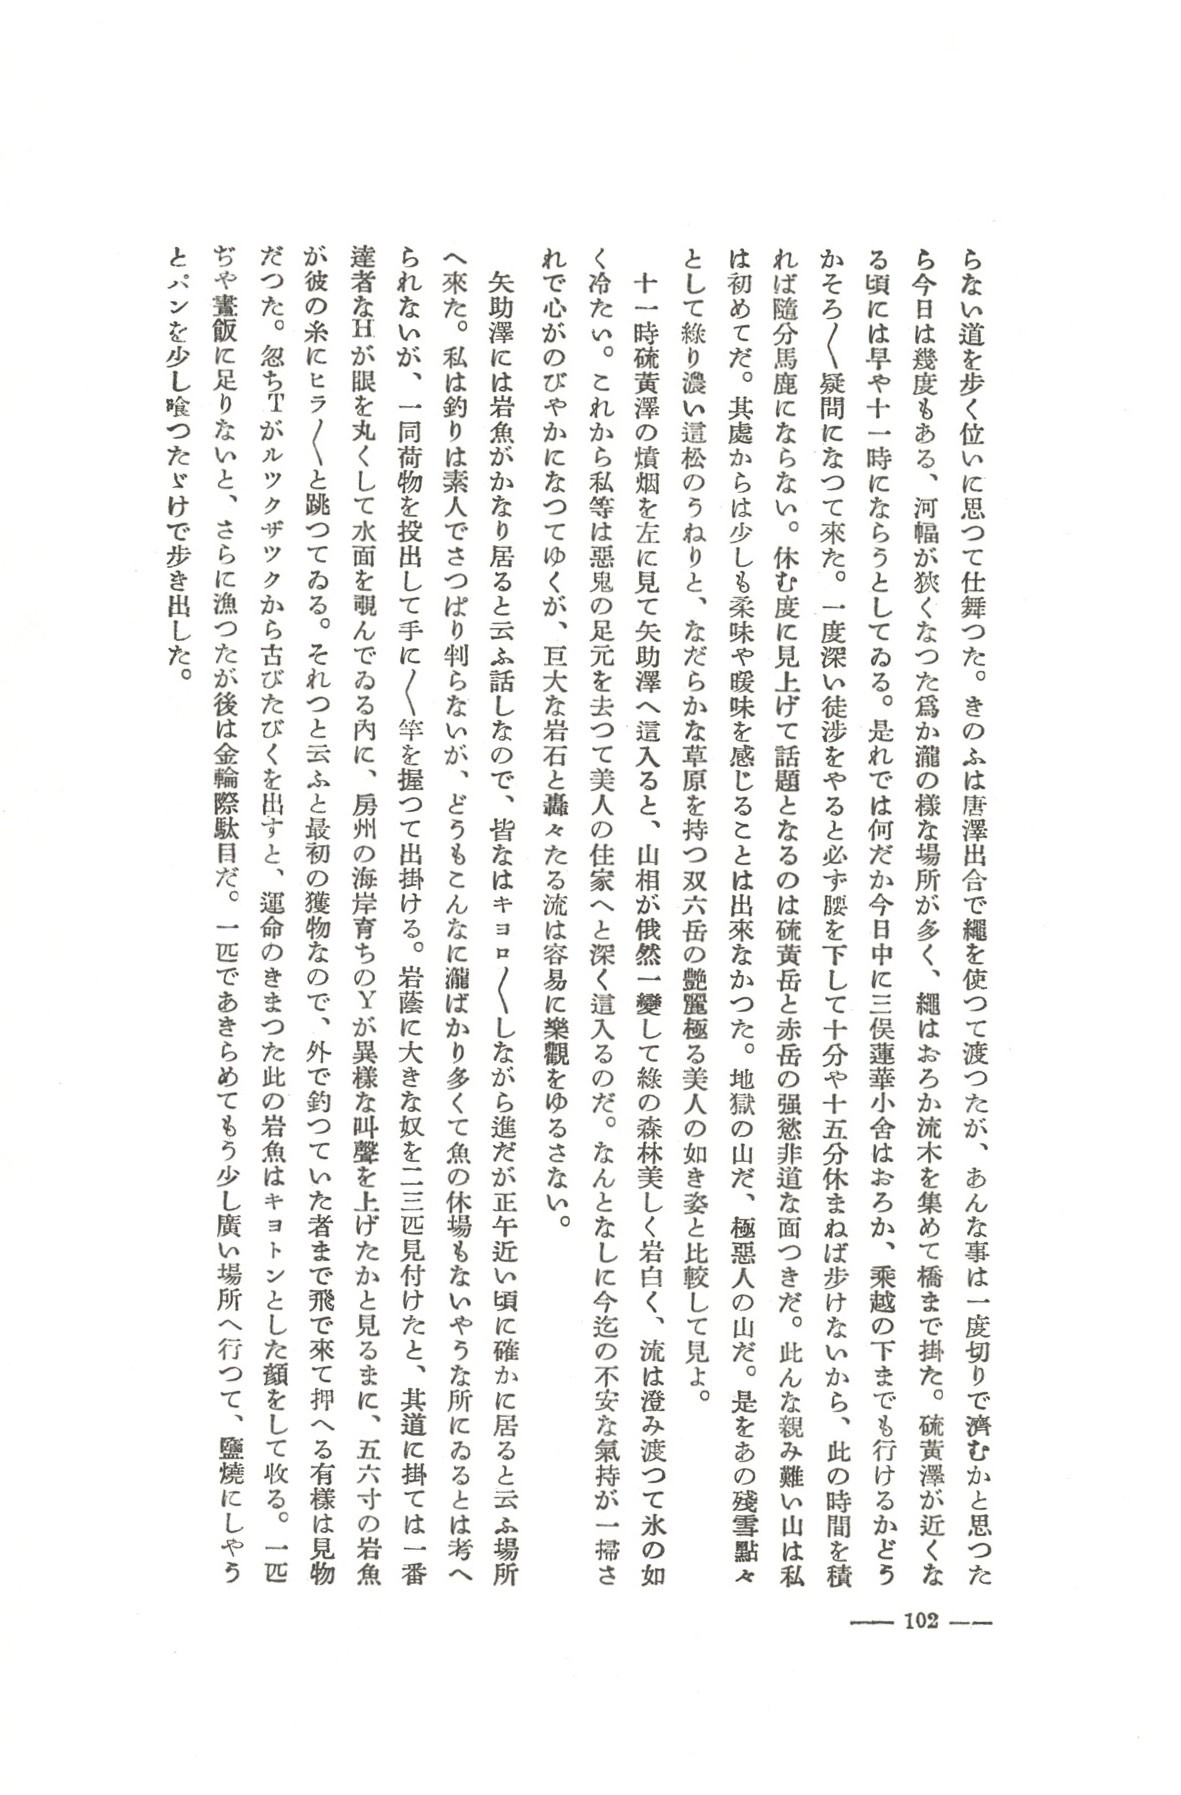 らない道を歩く位いに思つて仕舞つた。きのふは唐澤出合で繩を使つて渡つたが、あんな事は一度切りで濟むかと思つた
ら今日は幾度もある、河幅が狹くなつた爲か瀧の樣な場所が多く、繩はおろか流木を集めて橋まで掛た。硫黃澤が近くな
る頃には早や十一時にならうとしてゐる。是れでは何だか今日中に三俣蓮華小舍はおろか、乘越の下までも行けるかどう
かそろ〱疑問になつて來た。一度深い徒涉をやると必ず腰を下して十分や十五分休まねば步けないから、此の時間を積
れば隨分馬鹿にならない。休む度に見上げて話題となるのは硫黃岳と赤岳の强慾非道な面つきだ。此んな親み難い山は私
は初めてだ。其處からは少しも柔味や暖味を感じることは出來なかつた。地獄の山だ、極惡人の山だ。是をあの殘雪點々
として綠り濃い這松のうねりと、なだらかな草原を持つ双六岳の艷麗極る美人の如き姿と比較して見よ。
十一時硫黃澤の墳烟を左に見て矢助澤へ這入ると、山相が俄然一變して綠の森林美しく岩白く、流は澄み渡つて氷の如
く冷たい。これから私等は惡鬼の足元を去つて美人の住家へと深く這入るのだ。なんとなしに今迄の不安な氣持が一掃さ
れで心がのびやかになつてゆくが、巨大な岩石と轟々たる流は容易に樂觀をゆるさない。
矢助澤には岩魚がかなり居ると云ふ話しなので、皆なはキョロ〱しながら進だが正午近い頃に確かに居ると云ふ場所
へ來た。私は釣りは素人でさつぱり判らないが、どうもこんなに瀧ばかり多くて魚の休場もないやうな所にゐるとは考へ
られないが、一同荷物を投出して手に〱竿を握つて出掛ける。岩蔭に大きな奴を二三匹見付けたと、其道に掛ては一番
達者なHが眼を丸くして水面を覗んでゐる內に、房州の海岸育ちのYが異樣な叫聲を上げたかと見るまに、五六寸の岩魚
が彼の糸にヒラ〱と跳つてゐる。それつと云ふと最初の獲物なので、外で釣つていた者まで飛で來て押へる有樣は見物
だつた。忽ちTがルツクザツクから古びたびくを出すと、運命のきまつた此の岩魚はキョトンとした顏をして收る。一匹
ぢや晝飯に足りないと、さらに漁つたが後は金輪際駄目だ。一匹であきらめてもう少し廣い場所へ行つて、鹽燒にしやう
とパンを少し喰つたゞけで步き出した。
— 102 —